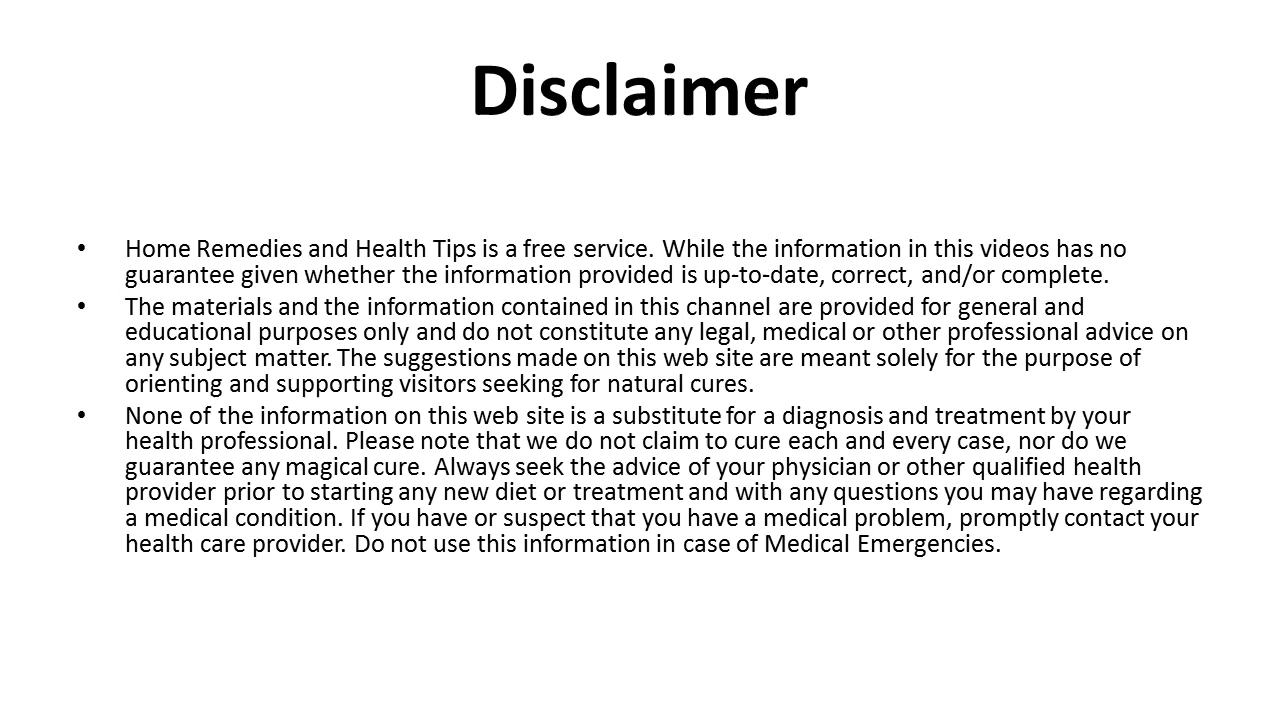 Disclaimer
• Home Remedies and Health Tips is a free service. While the information in this videos has no
guarantee given whether the information provided is up-to-date, correct, and/or complete.
• The materials and the information contained in this channel are provided for general and
educational purposes only and do not constitute any legal, medical or other professional advice on
any subject matter. The suggestions made on this web site are meant solely for the purpose of
orienting and supporting visitors seeking for natural cures.
• None of the information on this web site is a substitute for a diagnosis and treatment by your
health professional. Please note that we do not claim to cure each and every case, nor do we
guarantee any magical cure. Always seek the advice of your physician or other qualified health
provider prior to starting any new diet or treatment and with any questions you may have regarding
a medical condition. If you have or suspect that you have a medical problem, promptly contact your
health care provider. Do not use this information in case of Medical Emergencies.